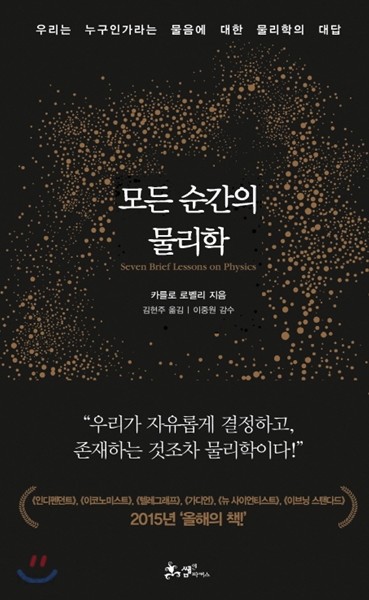 우리는 누구인가라는 물음에 대한 물리학의 대답
모든 순간의
물리학
Seven Brief Lessons on Physics
카를로 로벨리 지음
김현주 옮김 | 이중원 감수
“우리가 자유롭게 결정하고,
존재하는 것조차 물리학이다!”
《인디펜던트》, 《이코노미스트》, 《텔레그래프》, 《가디언》, 《뉴 사이언티스트》, 《이브닝 스탠다드》
2015년 ‘올해의 책!’
쌤앤파커스